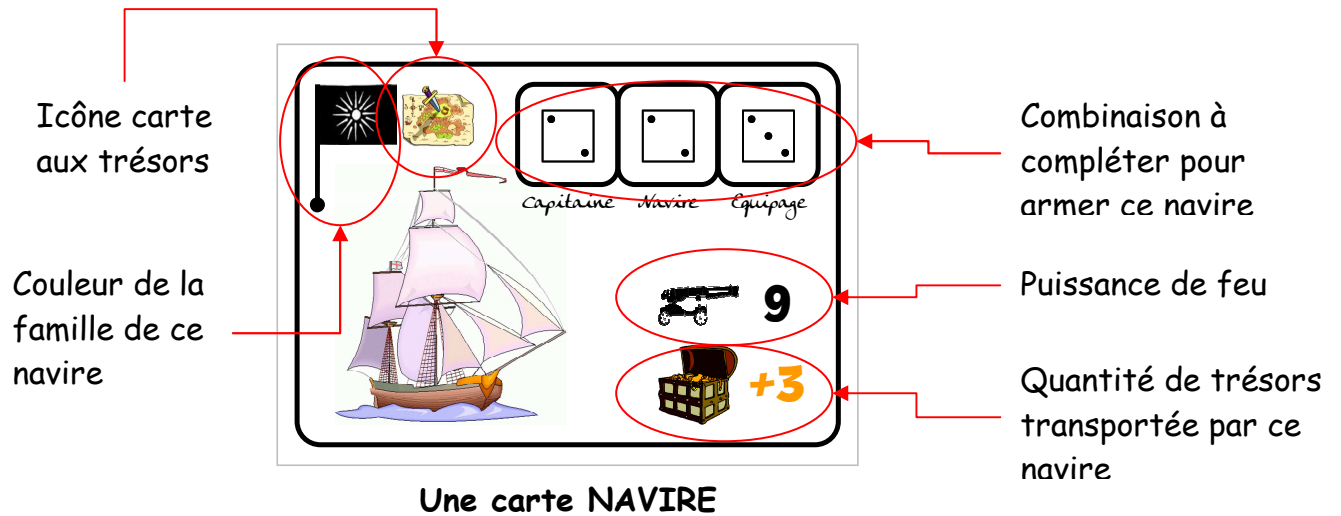 Icône carte
aux trésors
Couleur de la
famille de ce
navire
Capitaine
Navire
Equipage
9
+3
Combinaison à
compléter pour
armer ce navire
Puissance de feu
Quantité de trésors
transportée par ce
navire
Une carte NAVIRE